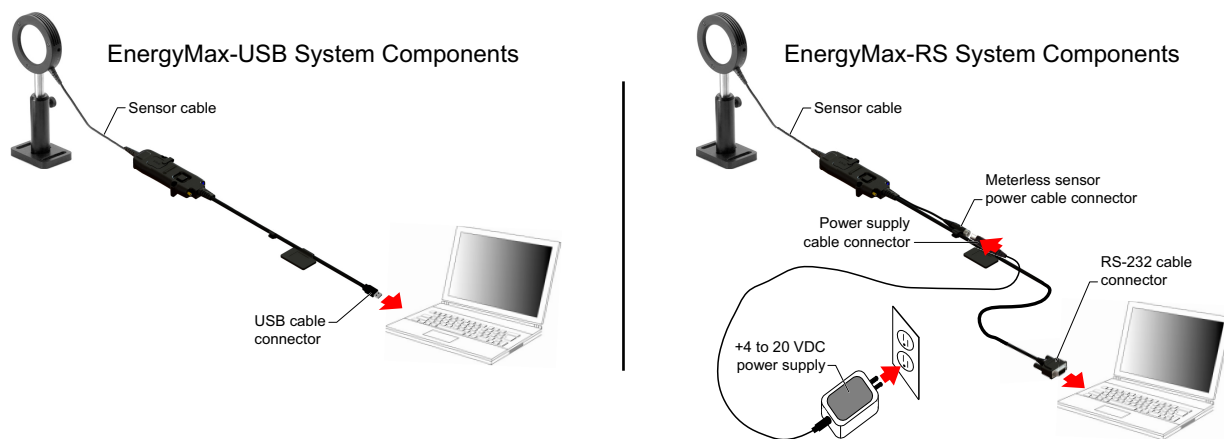 EnergyMax-USB System Components
Sensor cable
USB cable
connector
EnergyMax-RS System Components
Sensor cable
Meterless sensor
power cable connector
Power supply
cable connector
RS-232 cable
connector
+4 to 20 VDC
power supply